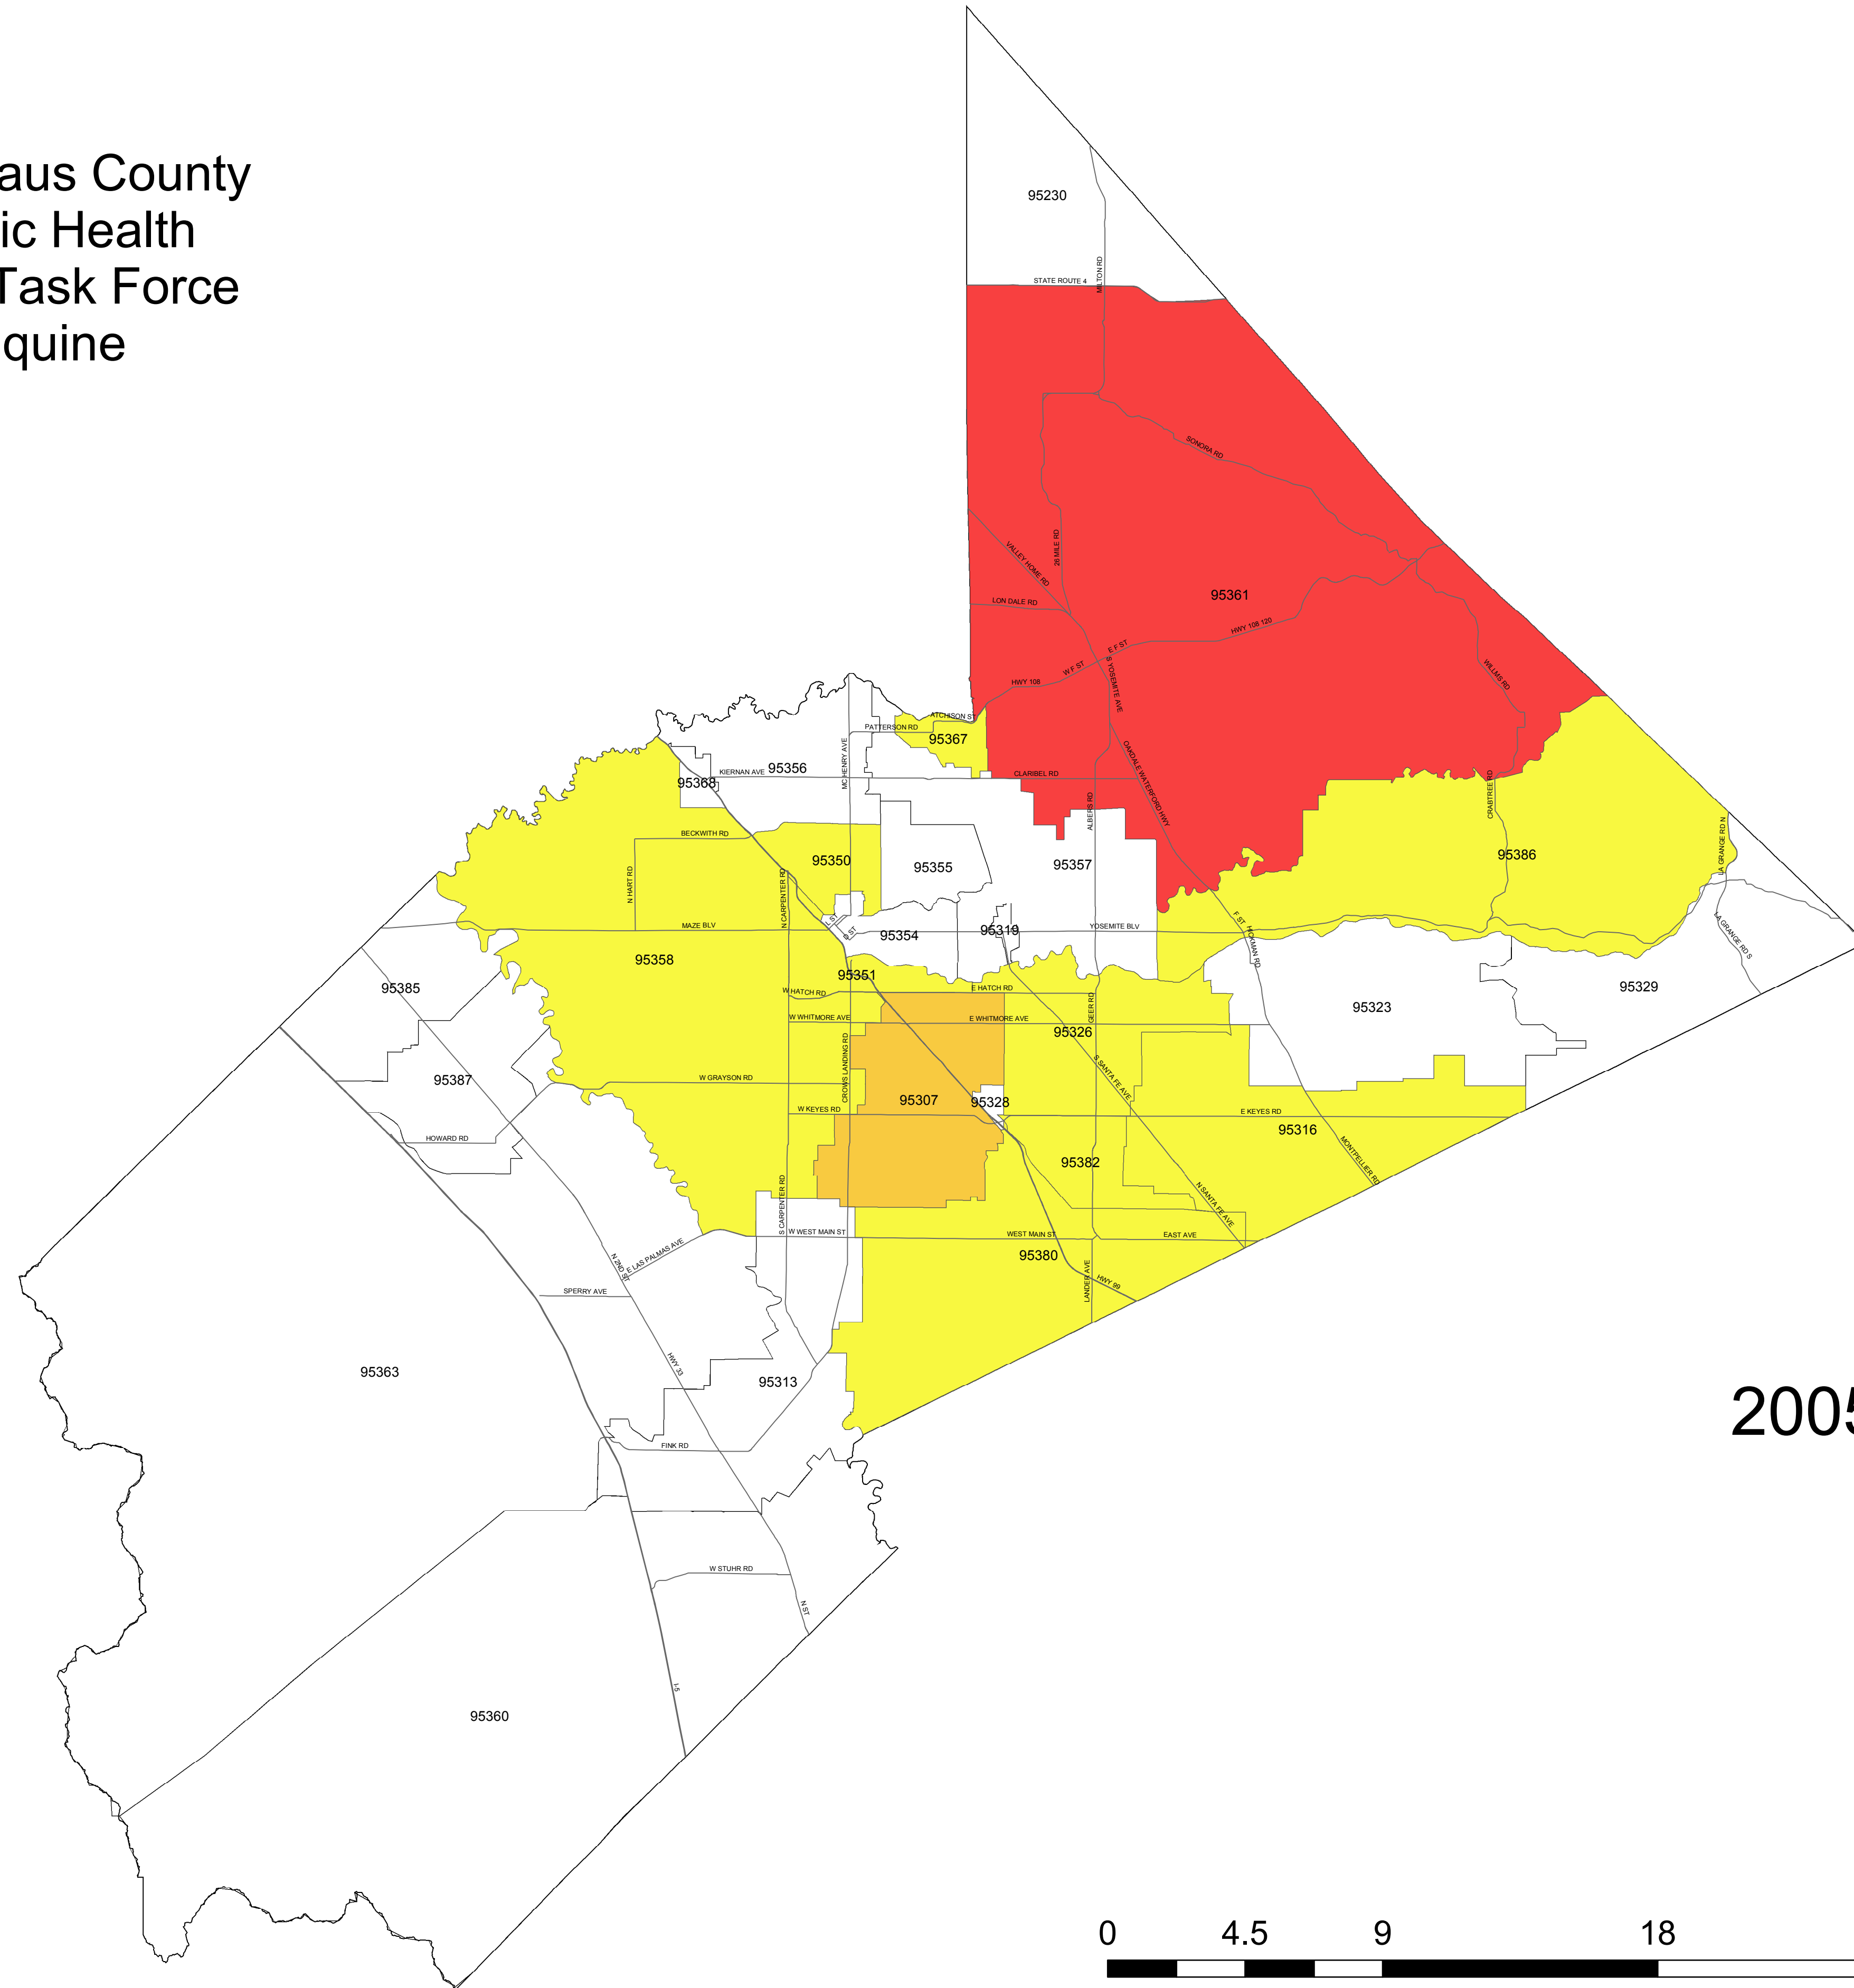 aus County
ic Health
Task Force
quine
95230
STATE ROUTE 4
MILTON RD
SONORA RD
VALLEY HOME RD
28 MILE RD
LON DALE RD
95361
HWY 108 120
E F ST
W F ST
S YOSEMITE AVE
HWY 108
WILLMS RD
ATCHISON ST
PATTERSON RD
95367
MC HENRY AVE
KIERNAN AVE
95356
95368
CLARIBEL RD
OAKDALE WATERFORD HWY
CRABTREE RD
ALBERS RD
BECKWITH RD
95350
95355
95357
95386
LA GRANGE RD N
N HART RD
N CARPENTER RD
MAZE BLV
L ST
D ST
95354
95319
YOSEMITE BLV
F ST
HICKMAN RD
LA GRANGE RD S
95358
95351
95385
W HATCH RD
E HATCH RD
GEER RD
95323
95329
W WHITMORE AVE
E WHITMORE AVE
95326
CROWS LANDING RD
S SANTA FE AVE
95387
W GRAYSON RD
95307
95328
W KEYES RD
E KEYES RD
95316
HOWARD RD
MONTPELLIER RD
95382
S CARPENTER RD
N SANTA FE AVE
W WEST MAIN ST
WEST MAIN ST
EAST AVE
95380
E LAS PALMAS AVE
N 2ND ST
SPERRY AVE
LANDER AVE
HWY 99
HWY 33
95363
95313
2005
FINK RD
W STUHR RD
N ST
I-5
95360
0 4.5 9 18